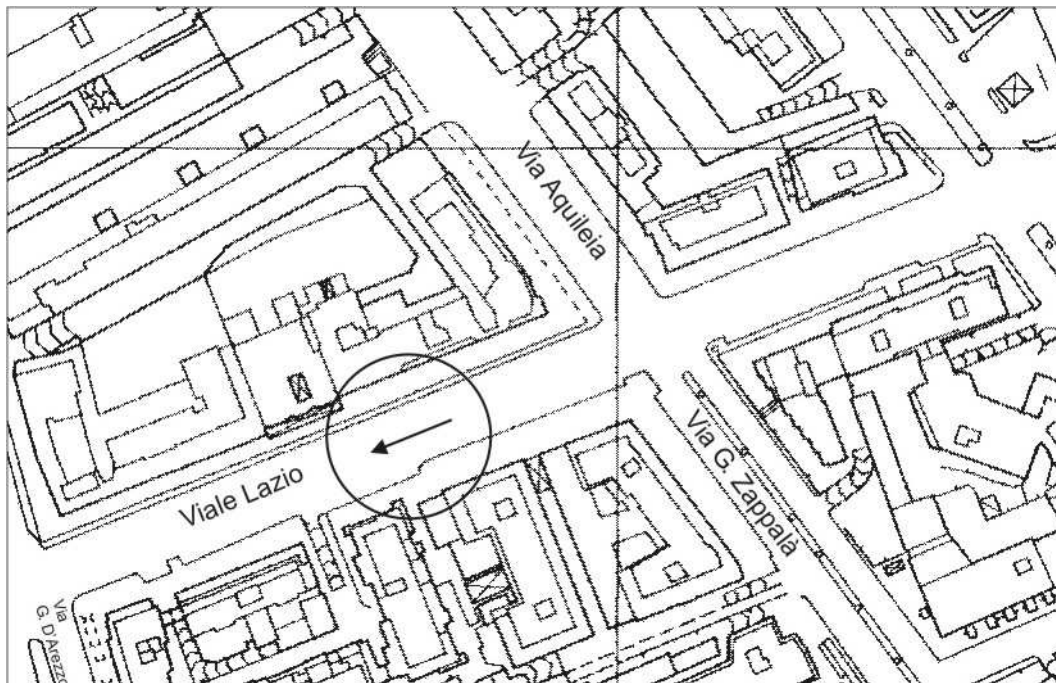 Via Aquileia
Viale Lazio
Via G. Zappalà
Via
G. D'Arezzo